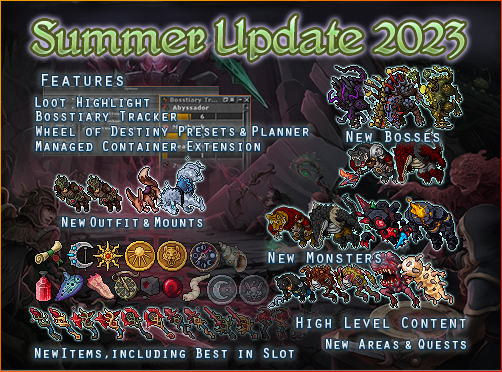 Summer Update 2023
Features
Loot Highlight
Bosstiary Tracker
Wheel of Destiny Presets & Planner
Managed Container Extension
Bosstiary Tr...
Abyssador
6
New Bosses
New Outfit & Mounts
New Monsters
High Level Content
New Areas & Quests
New Items, including Best in Slot